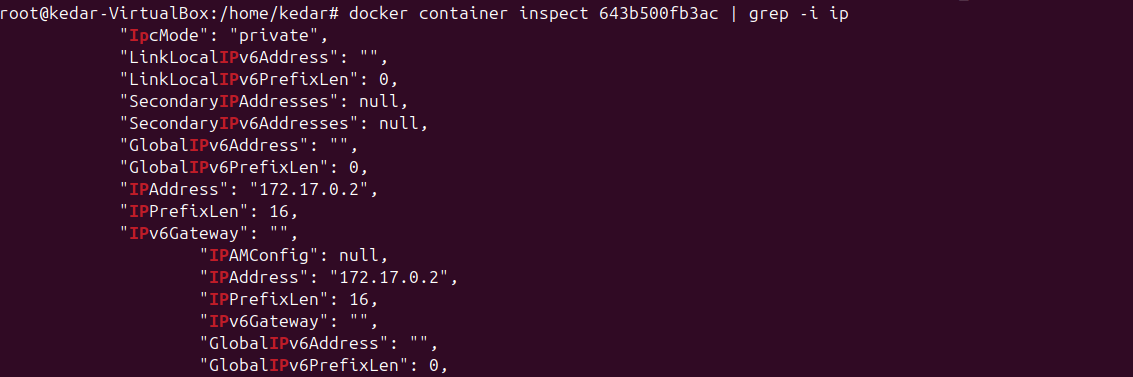 root@kedar-VirtualBox:/home/kedar# docker container inspect 643b500fb3ac | grep -i ip
            "IpcMode": "private",
            "LinkLocalIPv6Address": "",
            "LinkLocalIPv6PrefixLen": 0,
            "SecondaryIPAddresses": null,
            "SecondaryIPv6Addresses": null,
            "GlobalIPv6Address": "",
            "GlobalIPv6PrefixLen": 0,
            "IPAddress": "172.17.0.2",
            "IPPrefixLen": 16,
            "IPv6Gateway": "",
                    "IPAMConfig": null,
                    "IPAddress": "172.17.0.2",
                    "IPPrefixLen": 16,
                    "IPv6Gateway": "",
                    "GlobalIPv6Address": "",
                    "GlobalIPv6PrefixLen": 0,